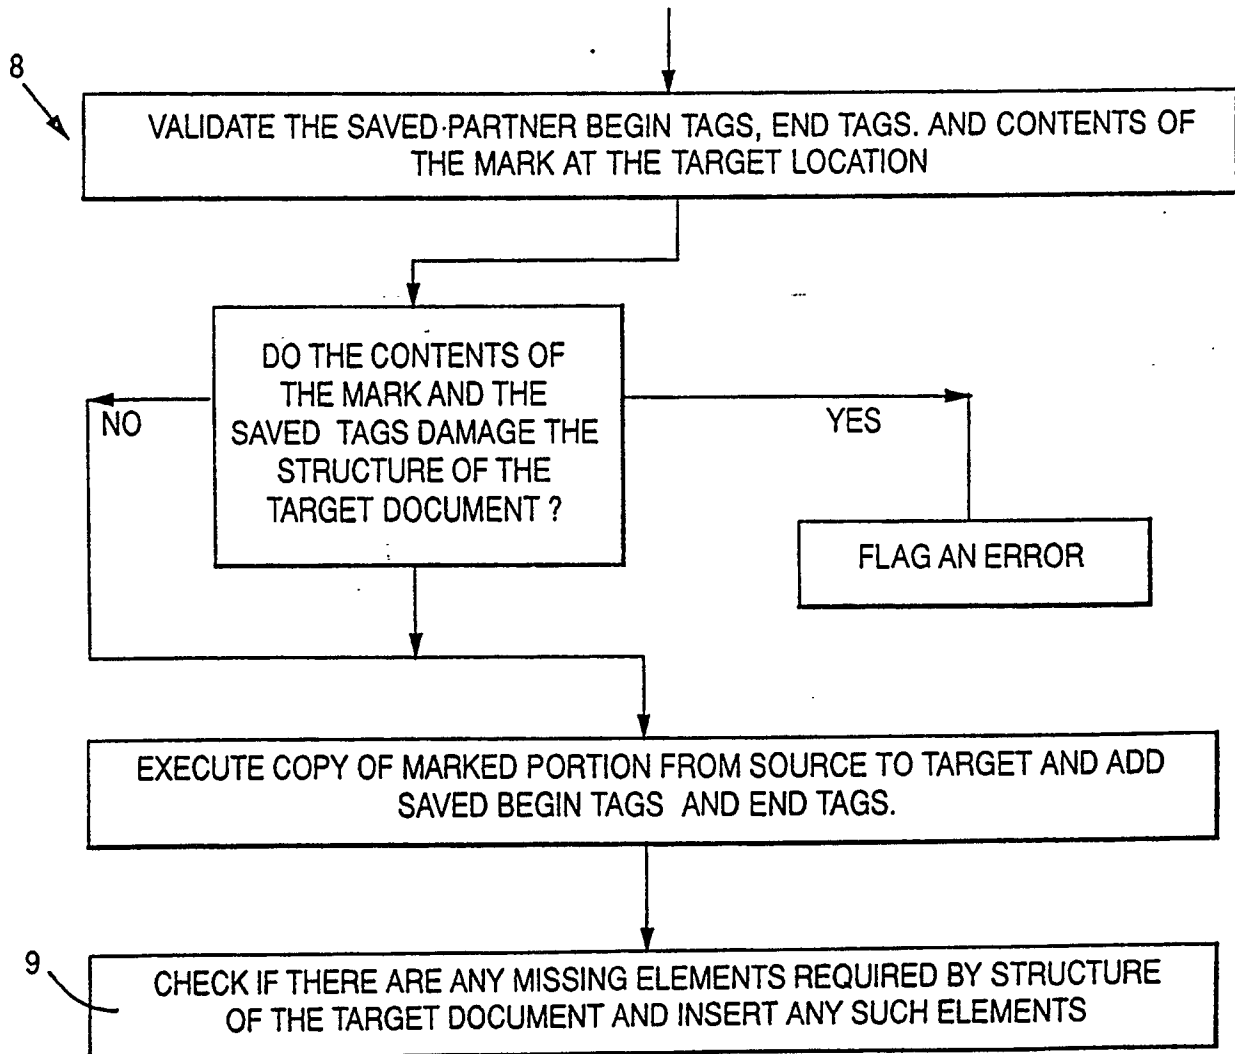 8
VALIDATE THE SAVED·PARTNER BEGIN TAGS, END TAGS. AND CONTENTS OF
THE MARK AT THE TARGET LOCATION
DO THE CONTENTS OF
THE MARK AND THE
SAVED TAGS DAMAGE THE
STRUCTURE OF THE
TARGET DOCUMENT ?
NO
YES
FLAG AN ERROR
EXECUTE COPY OF MARKED PORTION FROM SOURCE TO TARGET AND ADD
SAVED BEGIN TAGS AND END TAGS.
9
CHECK IF THERE ARE ANY MISSING ELEMENTS REQUIRED BY STRUCTURE
OF THE TARGET DOCUMENT AND INSERT ANY SUCH ELEMENTS